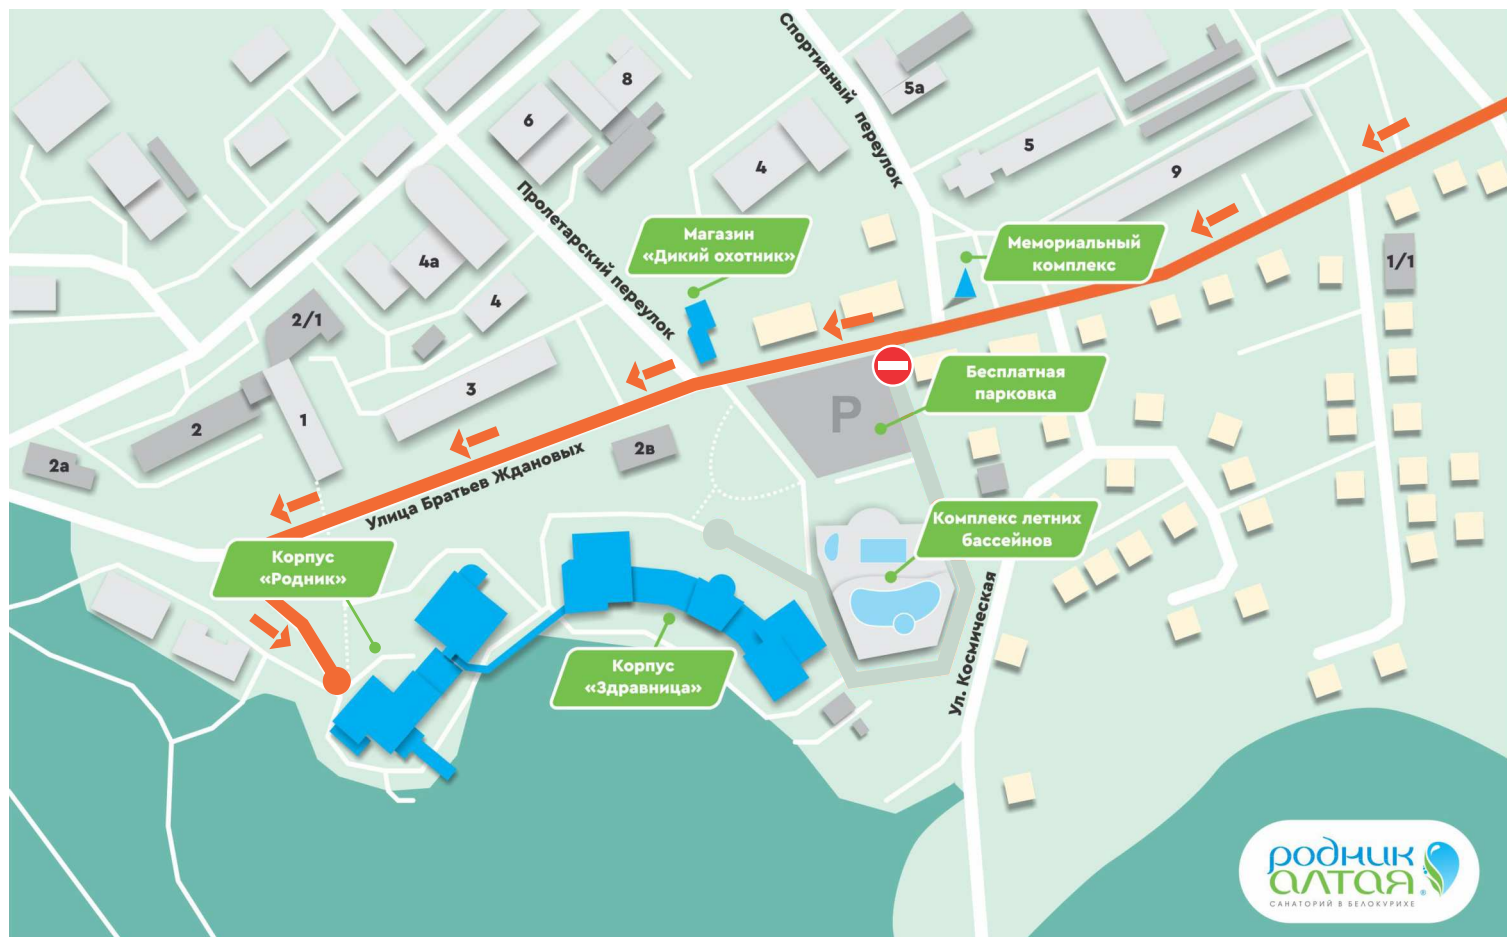 Спортивный переулок
8
5а
6
5
4
9
Пролетарский переулок
Магазин
«Дикий охотник»
Мемориальный
комплекс
4а
1/1
4
2/1
Бесплатная
парковка
3
P
1
2
2а
2в
Улица Братьев Ждановых
Комплекс летних
бассейнов
Корпус
«Родник»
Ул. Космическая
Корпус
«Здравница»
РОДНИК
АЛТАЯ®
САНАТОРИЙ В БЕЛОКУРИХЕ